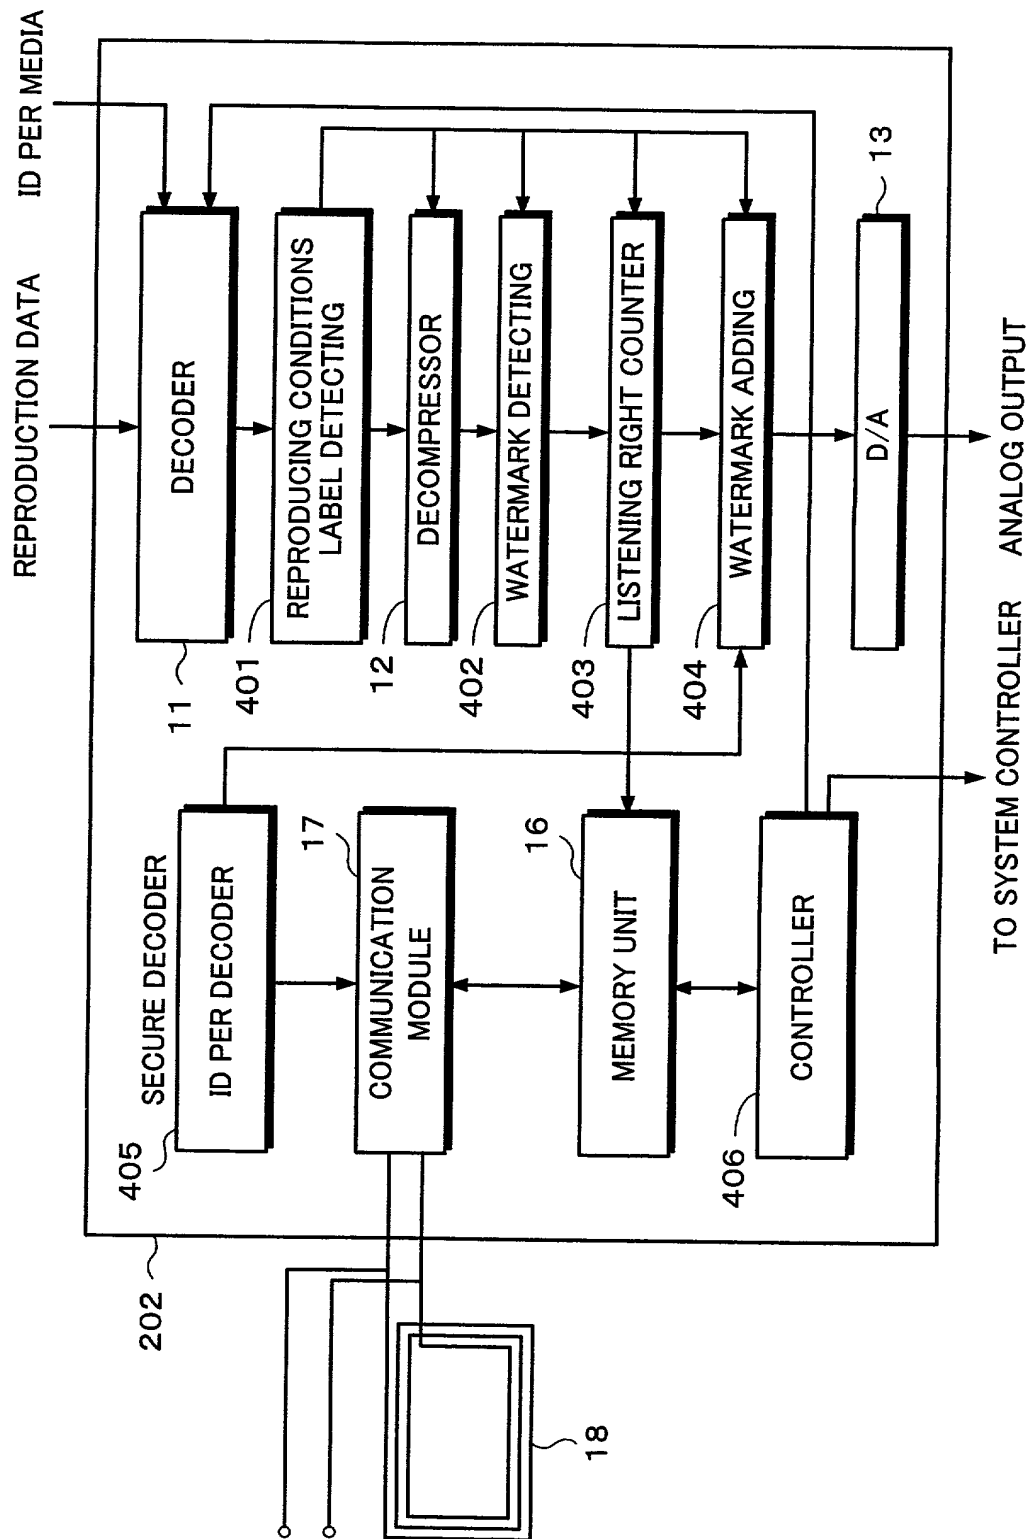 REPRODUCTION DATA
ID PER MEDIA
SECURE DECODER
DECODER
11
REPRODUCING CONDITIONS
LABEL DETECTING
401
DECOMPRESSOR
12
WATERMARK DETECTING
402
LISTENING RIGHT COUNTER
403
WATERMARK ADDING
404
D/A
13
ID PER DECODER
405
COMMUNICATION
MODULE
17
MEMORY UNIT
16
CONTROLLER
406
202
18
TO SYSTEM CONTROLLER
ANALOG OUTPUT